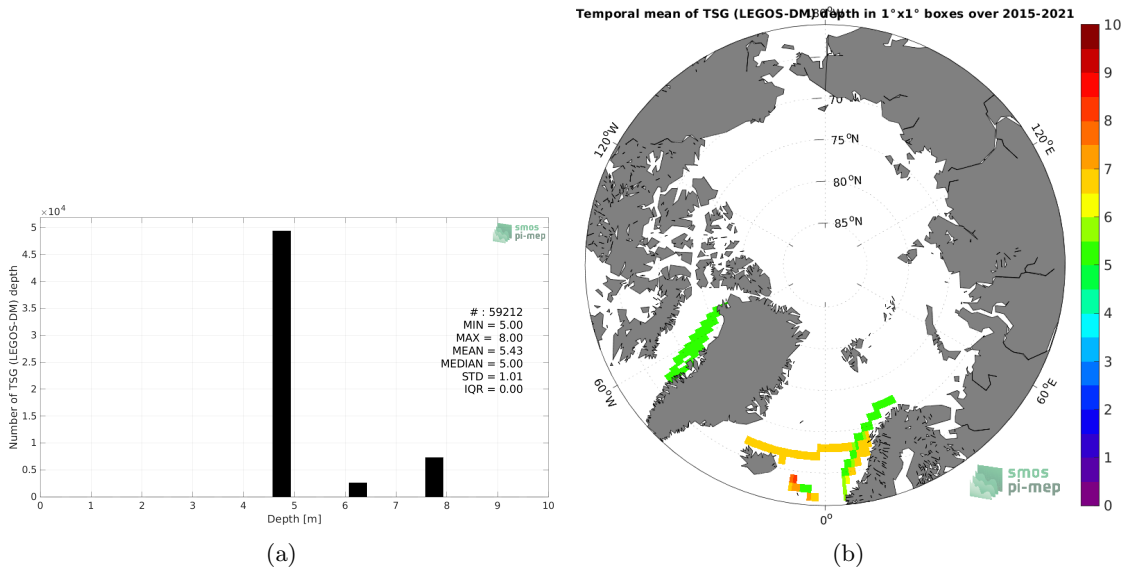 ×10⁴
5
4.5
4
3.5
3
2.5
2
1.5
1
0.5
0
0 1 2 3 4 5 6 7 8 9 10
Number of TSG (LEGOS-DM) depth
Depth [m]
smos
pi-mep
# : 59212
MIN = 5.00
MAX = 8.00
MEAN = 5.43
MEDIAN = 5.00
STD = 1.01
IQR = 0.00
(a)
Temporal mean of TSG (LEGOS-DM) depth in 1°x1° boxes over 2015-2021
120°W
120°E
75°N
80°N
85°N
60°W
60°E
0°
smos
pi-mep
10
9
8
7
6
5
4
3
2
1
0
(b)